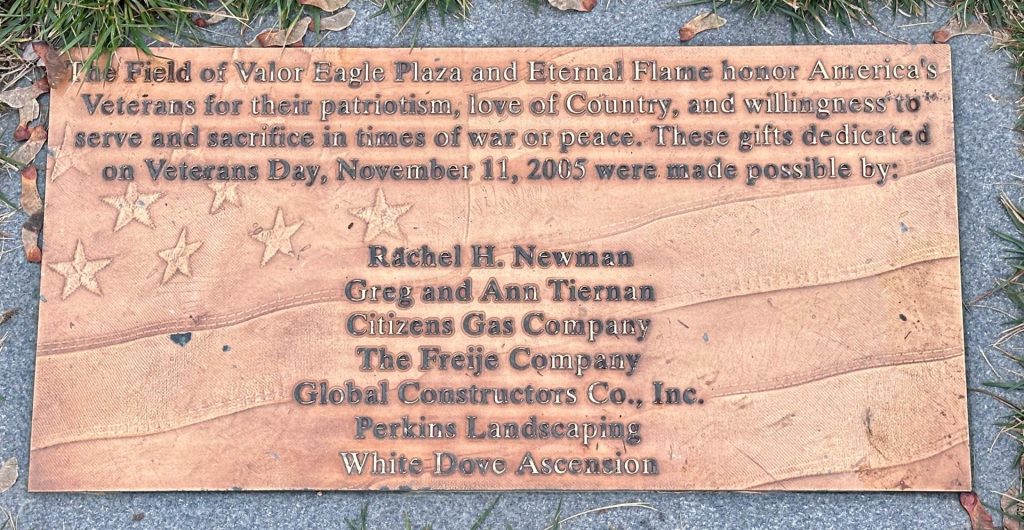 The Field of Valor Eagle Plaza and Eternal Flame honor America's
Veterans for their patriotism, love of Country, and willingness to
serve and sacrifice in times of war or peace. These gifts dedicated
on Veterans Day, November 11, 2005 were made possible by:
Rachel H. Newman
Greg and Ann Tiernan
Citizens Gas Company
The Freije Company
Global Constructors Co., Inc.
Perkins Landscaping
White Dove Ascension